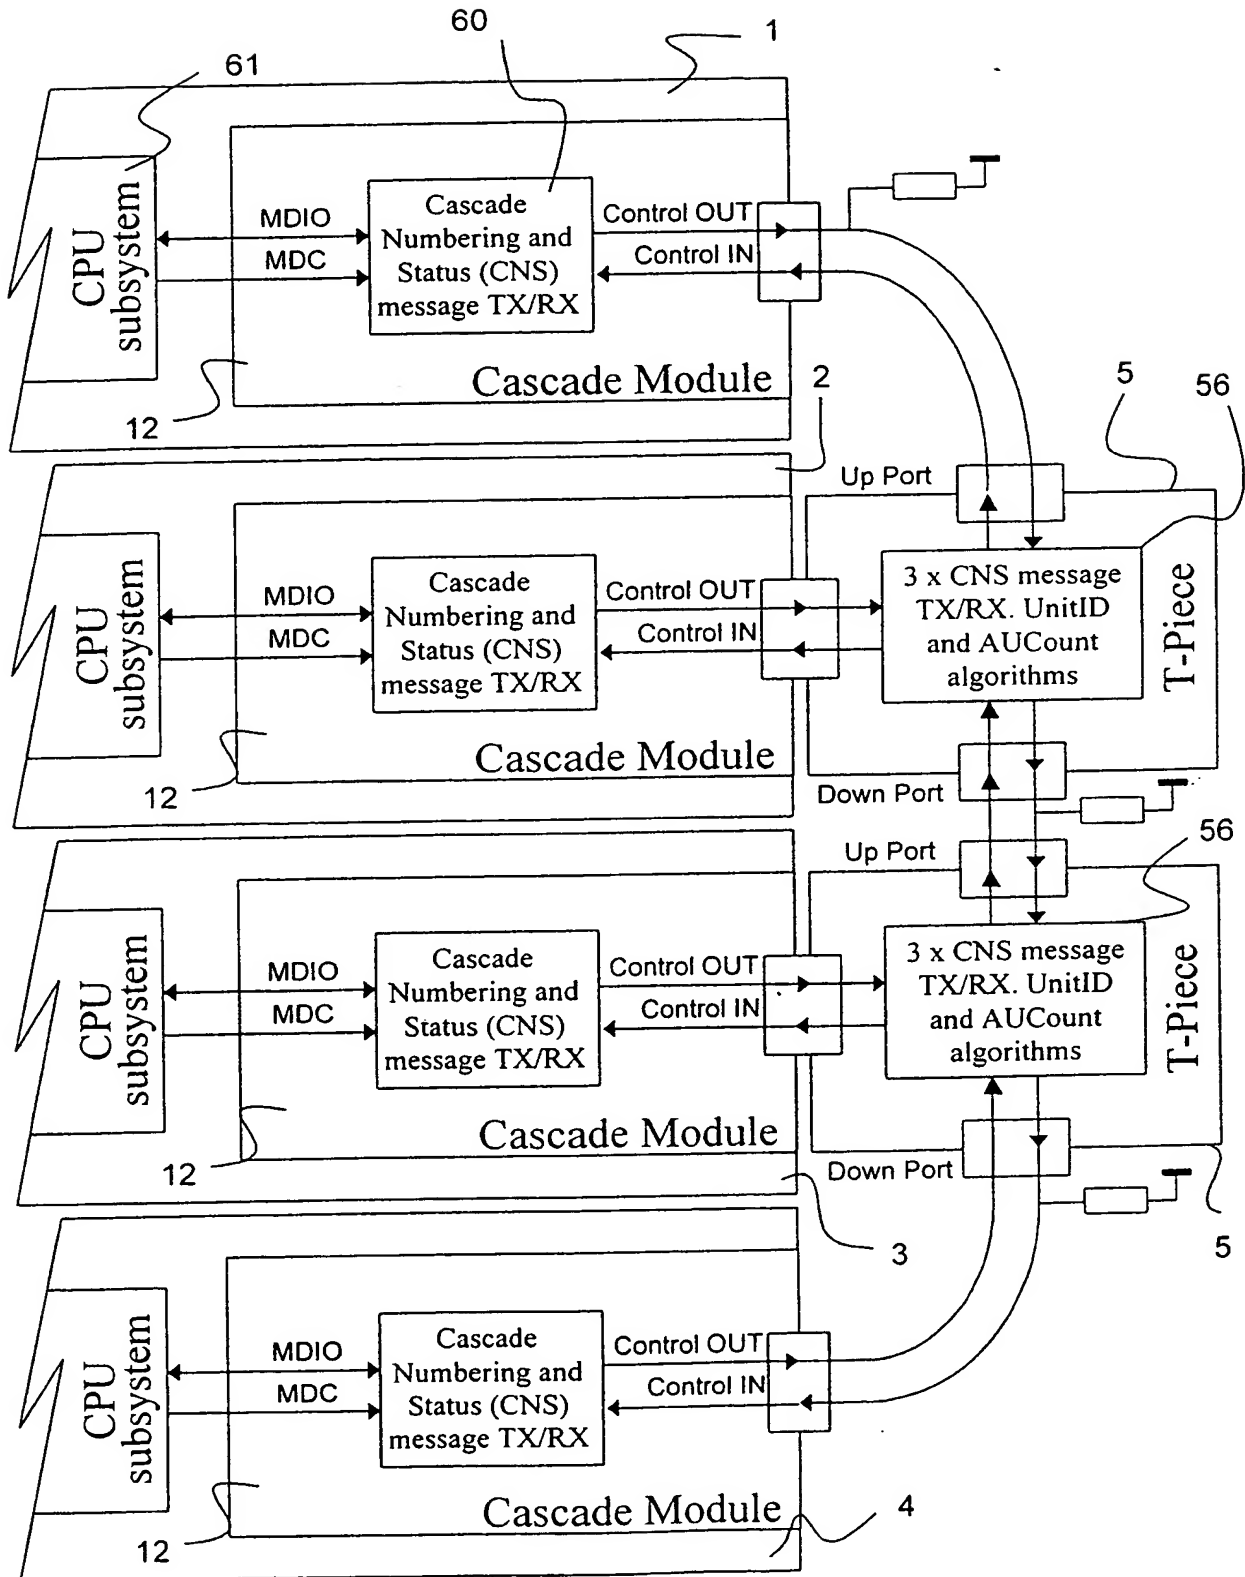 60
1
61
CPU
subsystem
MDIO
MDC
Cascade
Numbering and
Status (CNS)
message TX/RX
Control OUT
Control IN
12
Cascade Module
2
5
56
Up Port
CPU
subsystem
MDIO
MDC
Cascade
Numbering and
Status (CNS)
message TX/RX
Control OUT
Control IN
3 x CNS message
TX/RX. UnitID
and AUCount
algorithms
T-Piece
12
Cascade Module
Down Port
Up Port
56
CPU
subsystem
MDIO
MDC
Cascade
Numbering and
Status (CNS)
message TX/RX
Control OUT
Control IN
3 x CNS message
TX/RX. UnitID
and AUCount
algorithms
T-Piece
12
Cascade Module
Down Port
3
5
CPU
subsystem
MDIO
MDC
Cascade
Numbering and
Status (CNS)
message TX/RX
Control OUT
Control IN
12
Cascade Module
4